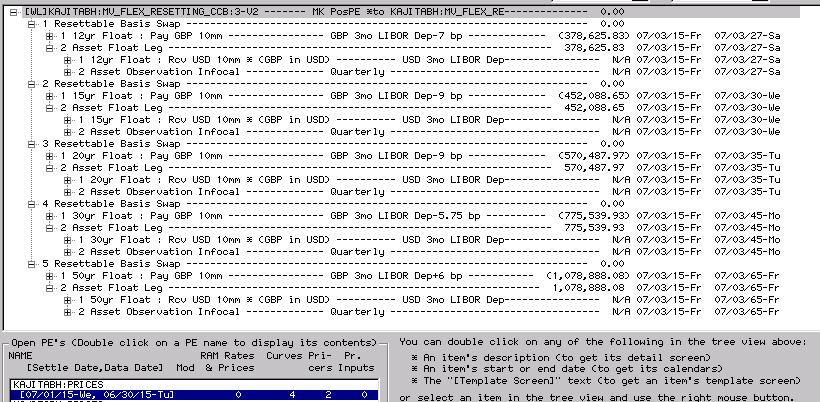 [WL]KAJITABH:MV_FLEX_RESETTING_CCB:3-V2 ------- MK PosPE *to KAJITABH:MV_FLEX_RE------------- 0.00
1 Resettable Basis Swap ---------------------------------------------------------- 0.00
1 12yr Float : Pay GBP 10mm --------------- GBP 3mo LIBOR Dep-7 bp ------------ (378,625.83) 07/03/15-Fr 07/03/27-Sa
2 Asset Float Leg ------------------------------------------------------------ 378,625.83 07/03/15-Fr 07/03/27-Sa
1 12yr Float : Rcv USD 10mm * (GBP in USD) ---------- USD 3mo LIBOR Dep--------------- N/A 07/03/15-Fr 07/03/27-Sa
2 Asset Observation Infocal -------------- Quarterly --------------------------------- N/A 07/03/15-Fr 07/03/27-Sa
2 Resettable Basis Swap ---------------------------------------------------------- 0.00
1 15yr Float : Pay GBP 10mm --------------- GBP 3mo LIBOR Dep-9 bp ------------ (452,088.65) 07/03/15-Fr 07/03/30-We
2 Asset Float Leg ------------------------------------------------------------ 452,088.65 07/03/15-Fr 07/03/30-We
1 15yr Float : Rcv USD 10mm * (GBP in USD) ---------- USD 3mo LIBOR Dep--------------- N/A 07/03/15-Fr 07/03/30-We
2 Asset Observation Infocal -------------- Quarterly --------------------------------- N/A 07/03/15-Fr 07/03/30-We
3 Resettable Basis Swap ---------------------------------------------------------- 0.00
1 20yr Float : Pay GBP 10mm --------------- GBP 3mo LIBOR Dep-9 bp ------------ (570,487.97) 07/03/15-Fr 07/03/35-Tu
2 Asset Float Leg ------------------------------------------------------------ 570,487.97 07/03/15-Fr 07/03/35-Tu
1 20yr Float : Rcv USD 10mm * (GBP in USD) ---------- USD 3mo LIBOR Dep--------------- N/A 07/03/15-Fr 07/03/35-Tu
2 Asset Observation Infocal -------------- Quarterly --------------------------------- N/A 07/03/15-Fr 07/03/35-Tu
4 Resettable Basis Swap ---------------------------------------------------------- 0.00
1 30yr Float : Pay GBP 10mm --------------- GBP 3mo LIBOR Dep-5.75 bp --------- (775,539.93) 07/03/15-Fr 07/03/45-Mo
2 Asset Float Leg ------------------------------------------------------------ 775,539.93 07/03/15-Fr 07/03/45-Mo
1 30yr Float : Rcv USD 10mm * (GBP in USD) ---------- USD 3mo LIBOR Dep--------------- N/A 07/03/15-Fr 07/03/45-Mo
2 Asset Observation Infocal -------------- Quarterly --------------------------------- N/A 07/03/15-Fr 07/03/45-Mo
5 Resettable Basis Swap ---------------------------------------------------------- 0.00
1 50yr Float : Pay GBP 10mm --------------- GBP 3mo LIBOR Dep+6 bp ---------- (1,078,888.08) 07/03/15-Fr 07/03/65-Fr
2 Asset Float Leg ---------------------------------------------------------- 1,078,888.08 07/03/15-Fr 07/03/65-Fr
1 50yr Float : Rcv USD 10mm * (GBP in USD) ---------- USD 3mo LIBOR Dep--------------- N/A 07/03/15-Fr 07/03/65-Fr
2 Asset Observation Infocal -------------- Quarterly --------------------------------- N/A 07/03/15-Fr 07/03/65-Fr
Open PE's (Double click on a PE name to display its contents)
NAME RAM Rates Curves Pri- Pr.
[Settle Date,Data Date] Mod & Prices cers Inputs
KAJITABH:PRICES
[07/01/15-We, 06/30/15-Tu] 0 4 2 0
You can double click on any of the following in the tree view above:
* An item's description (to get its detail screen)
* An item's start or end date (to get its calendars)
* The "[Template Screen]" text (to get an item's template screen)
or select an item in the tree view and use the right mouse button.